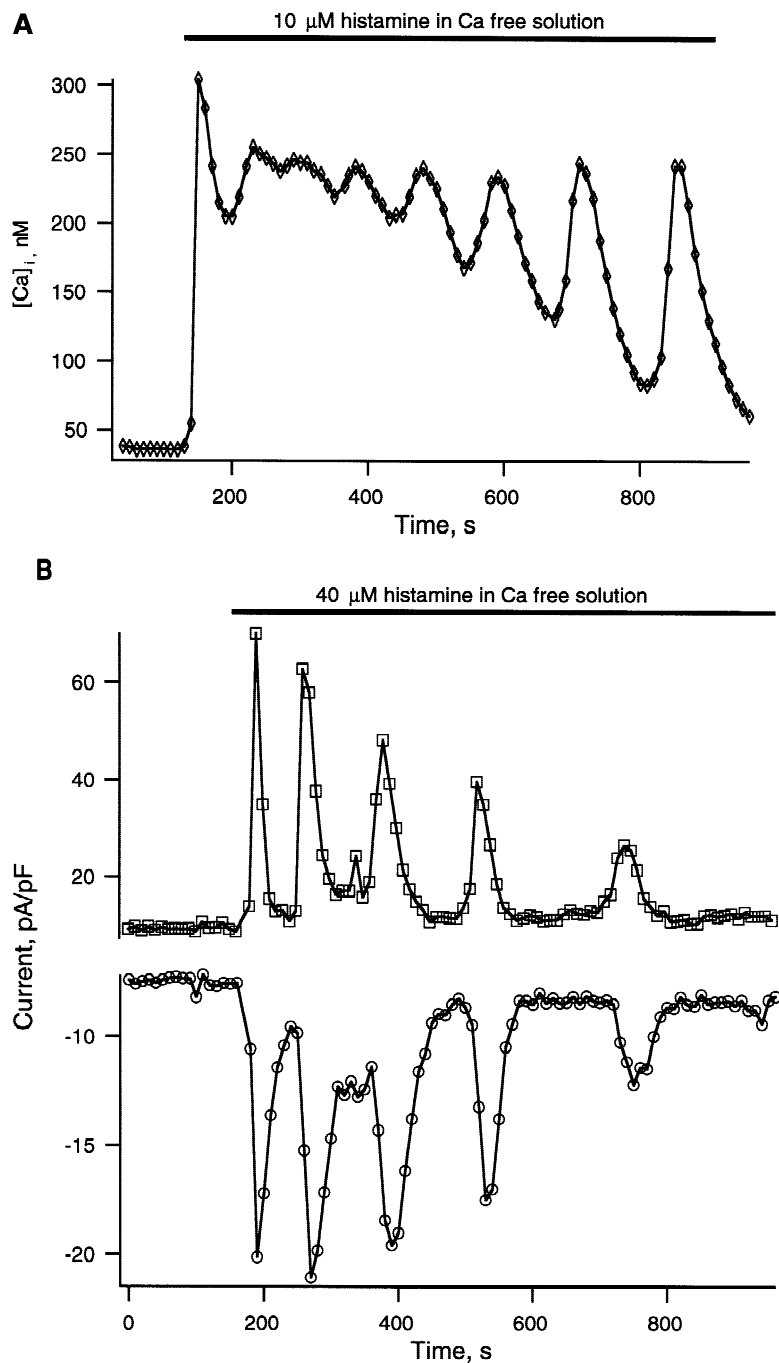 A
10 μM histamine in Ca free solution
300
250
200
150
100
50
[Ca]i, nM
200 400 600 800
Time, s
B
40 μM histamine in Ca free solution
60
40
20
Current, pA/pF
-10
-15
-20
0 200 400 600 800
Time, s